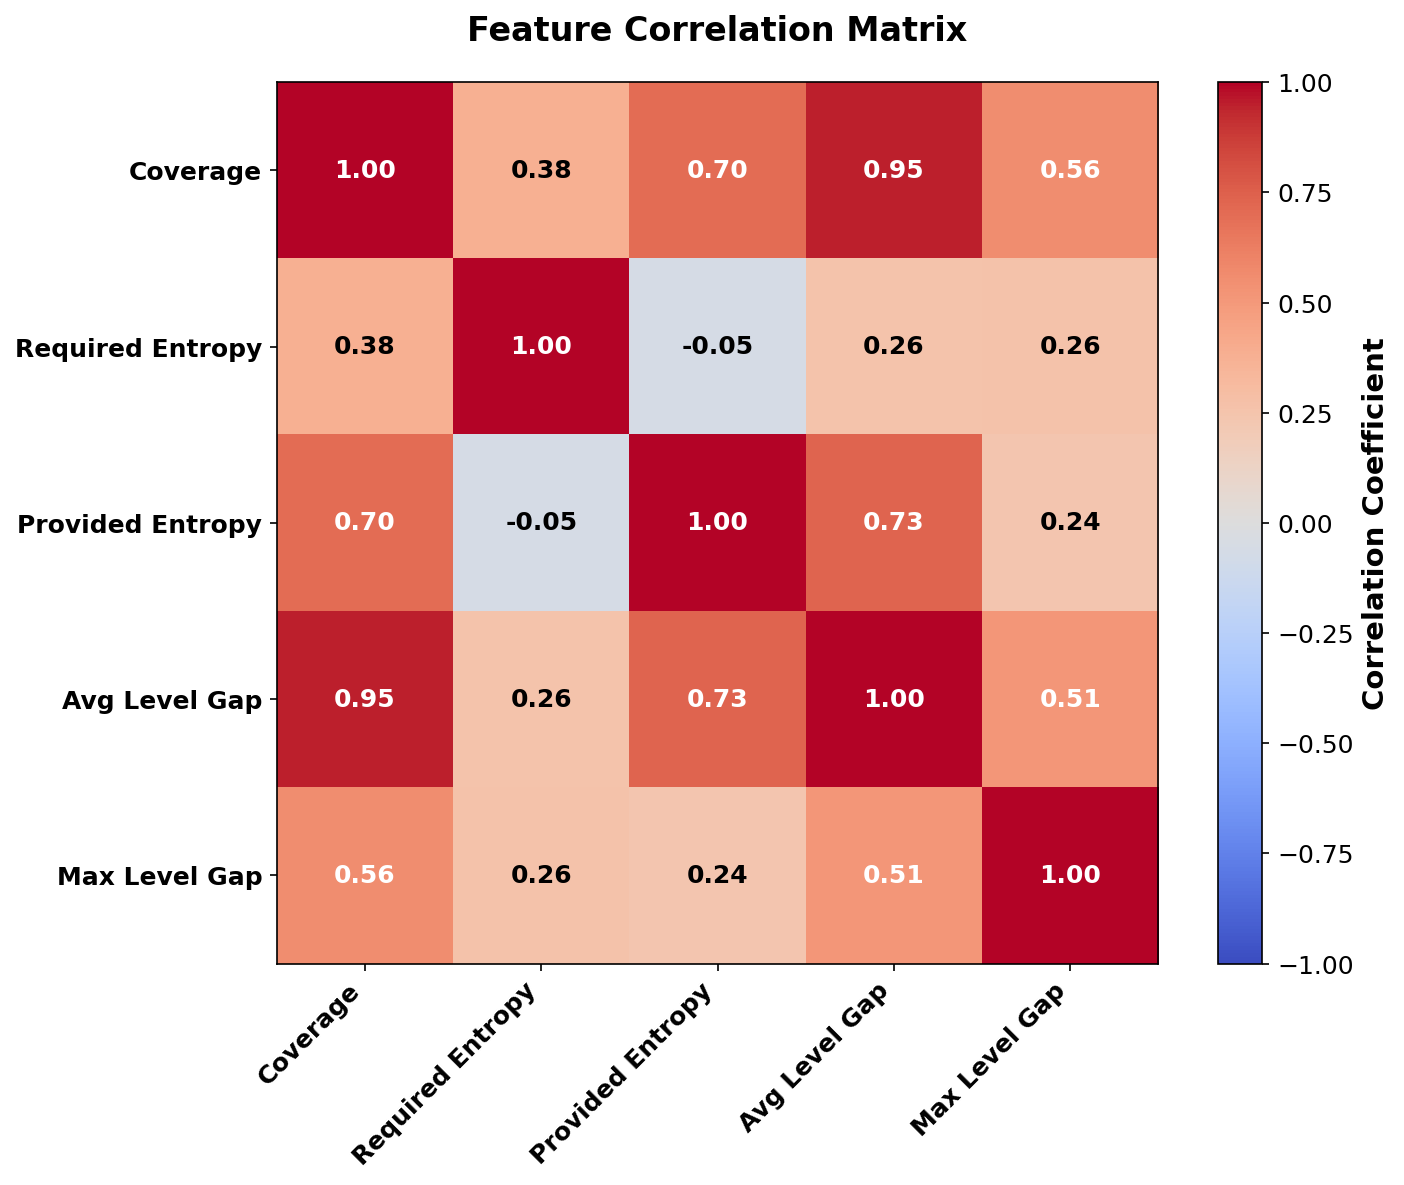 Feature Correlation Matrix
Coverage
1.00 0.38 0.70 0.95 0.56
Required Entropy
0.38 1.00 -0.05 0.26 0.26
Provided Entropy
0.70 -0.05 1.00 0.73 0.24
Avg Level Gap
0.95 0.26 0.73 1.00 0.51
Max Level Gap
0.56 0.26 0.24 0.51 1.00
Coverage
Required Entropy
Provided Entropy
Avg Level Gap
Max Level Gap
1.00
0.75
0.50
0.25
0.00
−0.25
−0.50
−0.75
−1.00
Correlation Coefficient